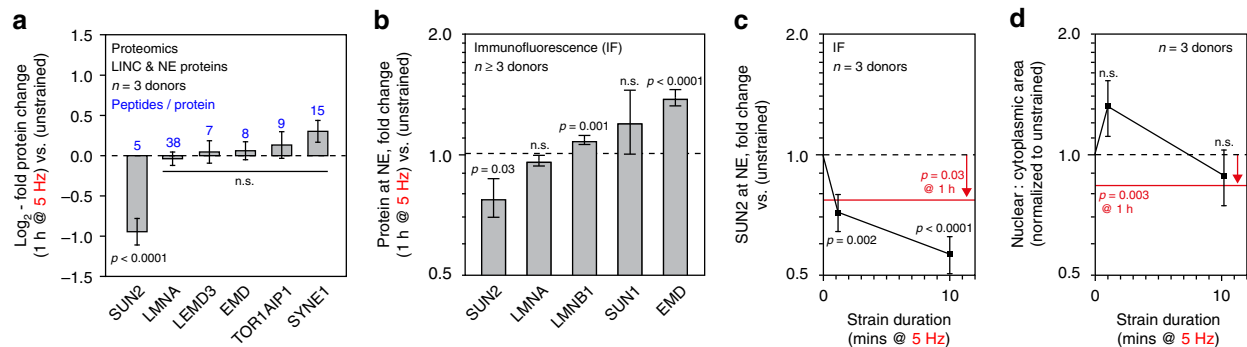 a
Log2 - fold protein change
(1 h @ 5 Hz) vs. (unstrained)
1.5
1.0
0.5
0.0
–0.5
–1.0
–1.5
Proteomics
LINC & NE proteins
n = 3 donors
Peptides / protein
5
38
7
8
9
15
n.s.
p < 0.0001
SUN2
LMNA
LEMD3
EMD
TOR1AIP1
SYNE1
b
Protein at NE, fold change
(1 h @ 5 Hz) vs. (unstrained)
2.0
1.0
0.5
Immunofluorescence (IF)
n ≥ 3 donors
p = 0.03
n.s.
p = 0.001
n.s.
p < 0.0001
SUN2
LMNA
LMNB1
SUN1
EMD
c
SUN2 at NE, fold change
vs. (unstrained)
2.0
1.0
0.5
IF
n = 3 donors
p = 0.03
@ 1 h
p = 0.002
p < 0.0001
0
10
Strain duration
(mins @ 5 Hz)
d
Nuclear : cytoplasmic area
(normalized to unstrained)
2.0
1.0
0.5
n = 3 donors
n.s.
n.s.
p = 0.003
@ 1 h
0
10
Strain duration
(mins @ 5 Hz)